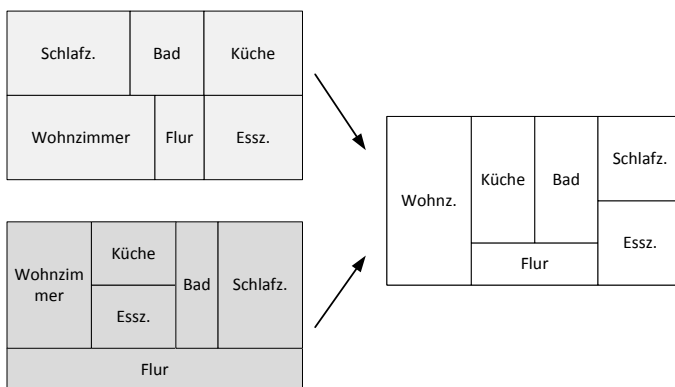 Schlafz.
Bad
Küche
Wohnzimmer
Flur
Essz.
Wohnzim
mer
Küche
Essz.
Bad
Schlafz.
Flur
Wohnz.
Küche
Bad
Schlafz.
Essz.
Flur